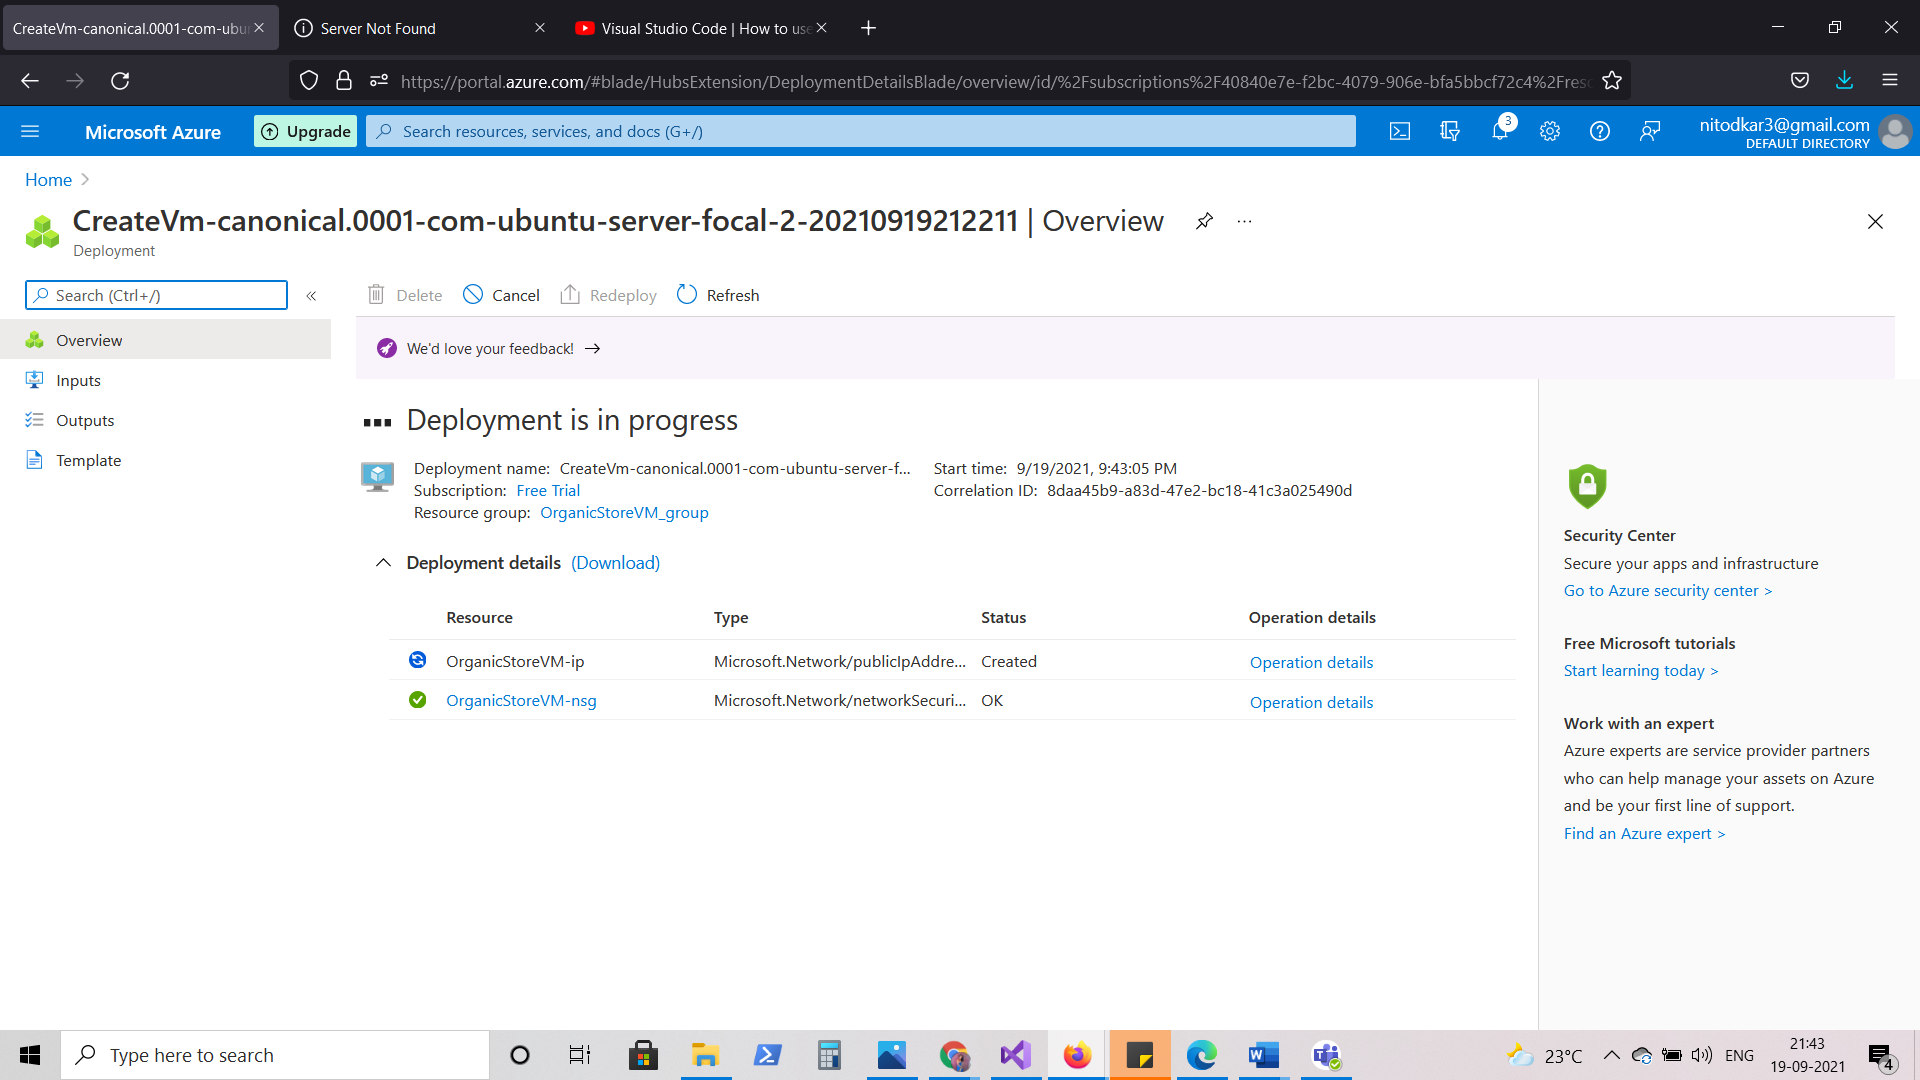 CreateVm-canonical.0001-com-ubu
Server Not Found
Visual Studio Code | How to use
https://portal.azure.com/#blade/HubsExtension/DeploymentDetailsBlade/overview/id/%2Fsubscriptions%2F40840e7e-f2bc-4079-906e-bfa5bbcf72c4%2Freso
Microsoft Azure
Upgrade
Search resources, services, and docs (G+/)
3
nitodkar3@gmail.com
DEFAULT DIRECTORY
Home
CreateVm-canonical.0001-com-ubuntu-server-focal-2-20210919212211 | Overview
Deployment
Search (Ctrl+/)
Delete
Cancel
Redeploy
Refresh
Overview
Inputs
Outputs
Template
We'd love your feedback!
Deployment is in progress
Deployment name: CreateVm-canonical.0001-com-ubuntu-server-f...
Subscription: Free Trial
Resource group: OrganicStoreVM_group
Start time: 9/19/2021, 9:43:05 PM
Correlation ID: 8daa45b9-a83d-47e2-bc18-41c3a025490d
Deployment details (Download)
Resource Type Status Operation details
OrganicStoreVM-ip Microsoft.Network/publicIpAddre... Created Operation details
OrganicStoreVM-nsg Microsoft.Network/networkSecuri... OK Operation details
Security Center
Secure your apps and infrastructure
Go to Azure security center >
Free Microsoft tutorials
Start learning today >
Work with an expert
Azure experts are service provider partners
who can help manage your assets on Azure
and be your first line of support.
Find an Azure expert >
Type here to search
23°C
ENG
21:43
19-09-2021
4